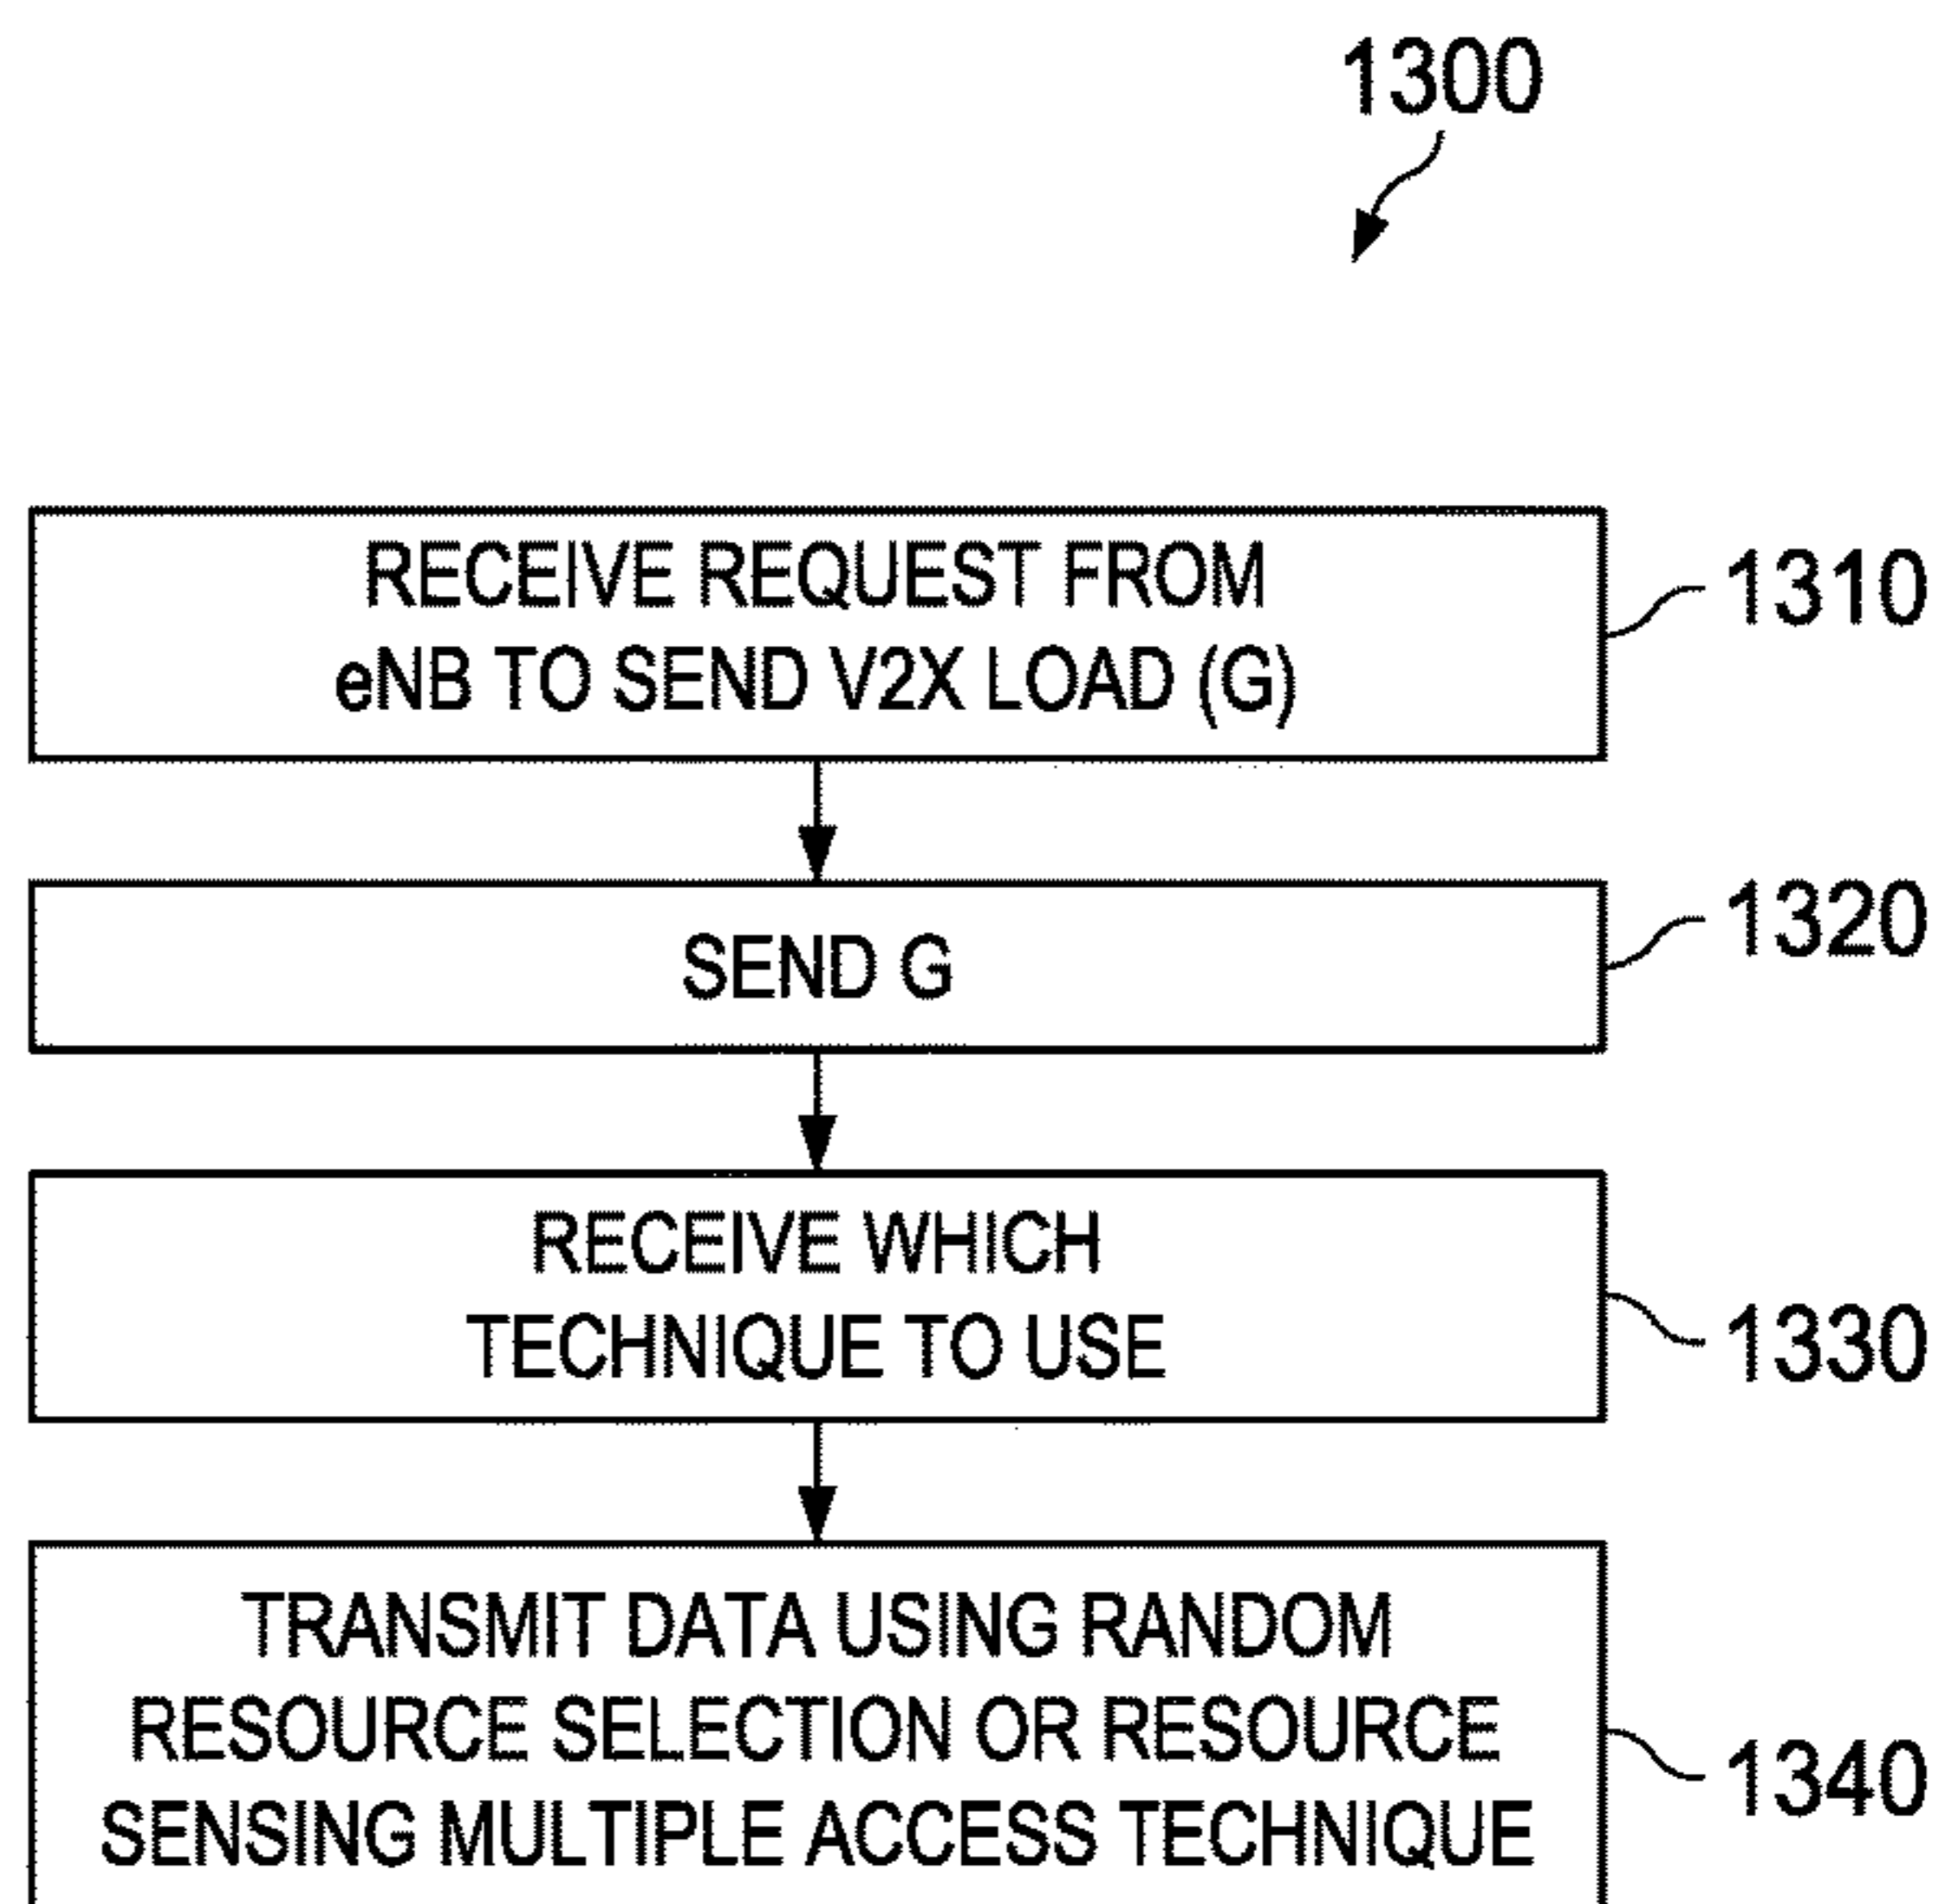 1300
RECEIVE REQUEST FROM
eNB TO SEND V2X LOAD (G)
1310
SEND G
1320
RECEIVE WHICH
TECHNIQUE TO USE
1330
TRANSMIT DATA USING RANDOM
RESOURCE SELECTION OR RESOURCE
SENSING MULTIPLE ACCESS TECHNIQUE
1340